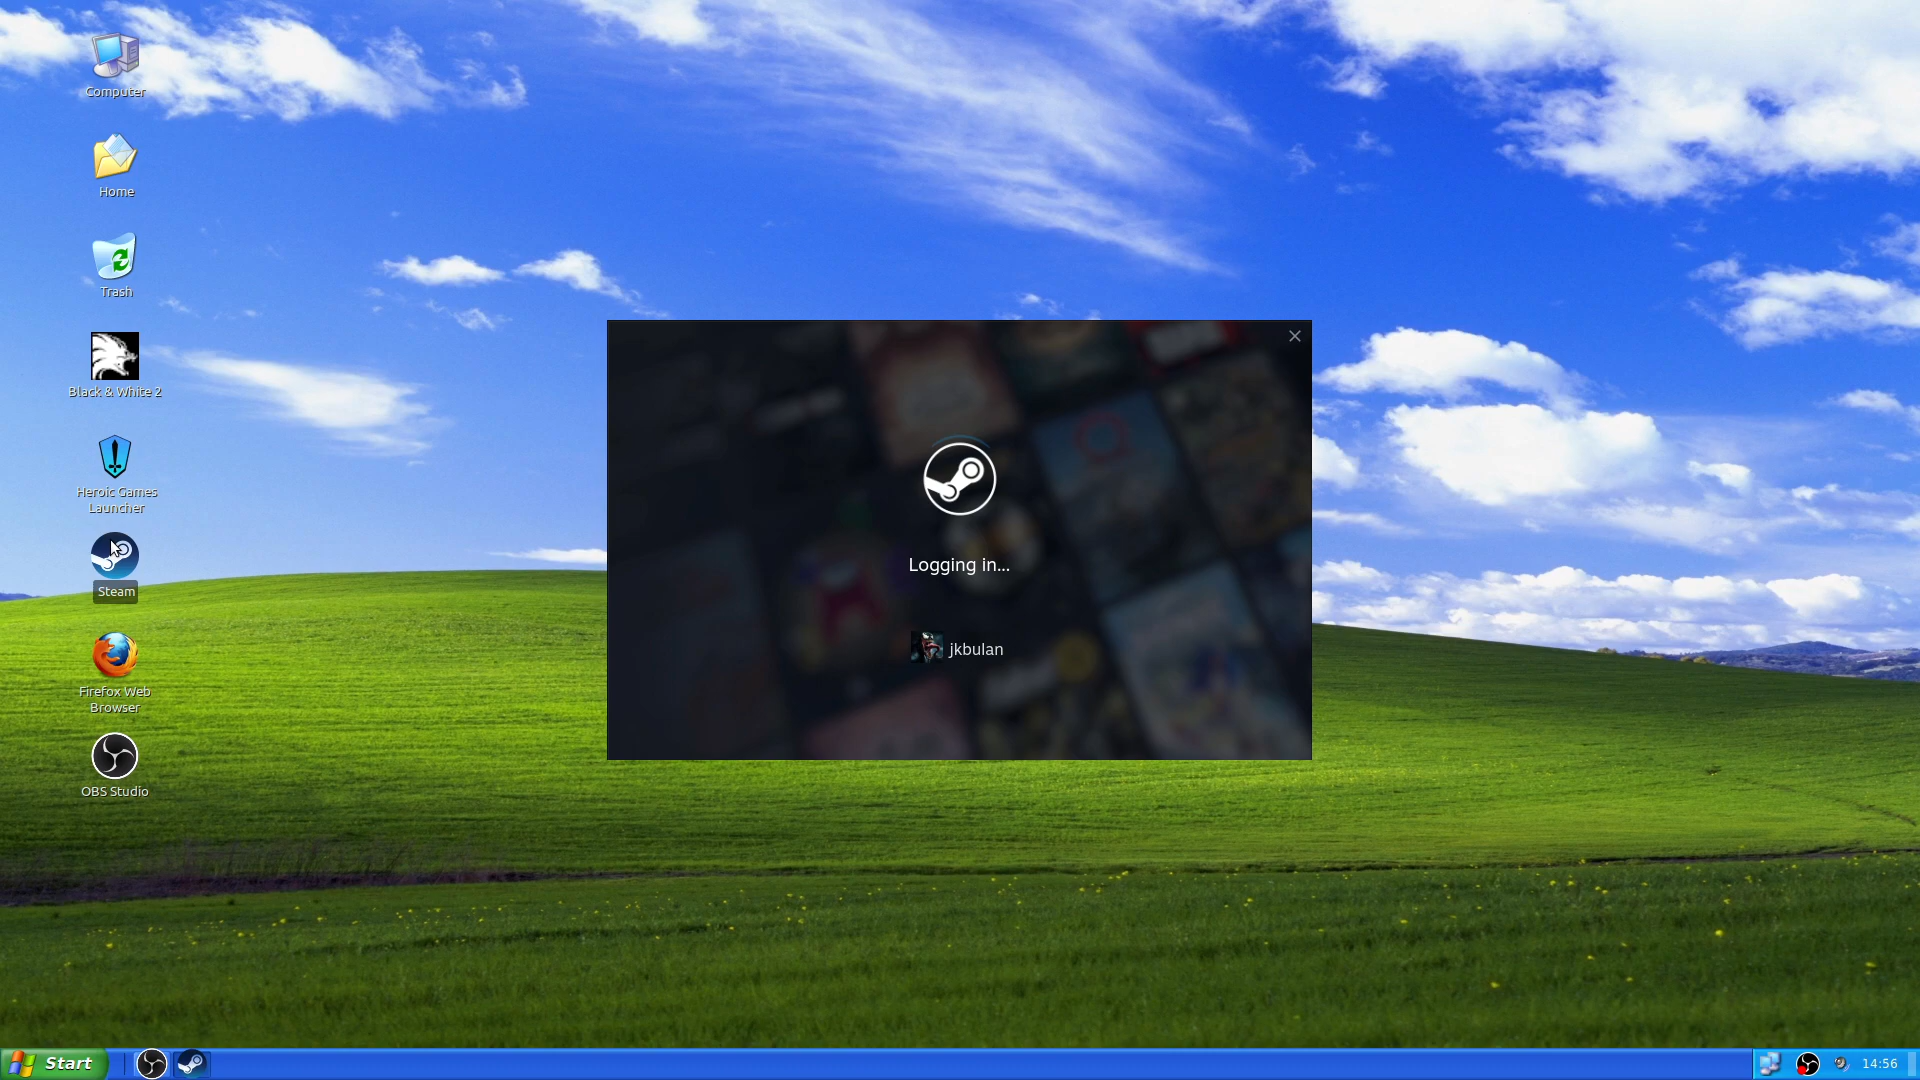 Computer
Home
Trash
Black & White 2
Heroic Games
Launcher
Steam
Firefox Web
Browser
OBS Studio
Logging in...
jkbulan
Start
14:56